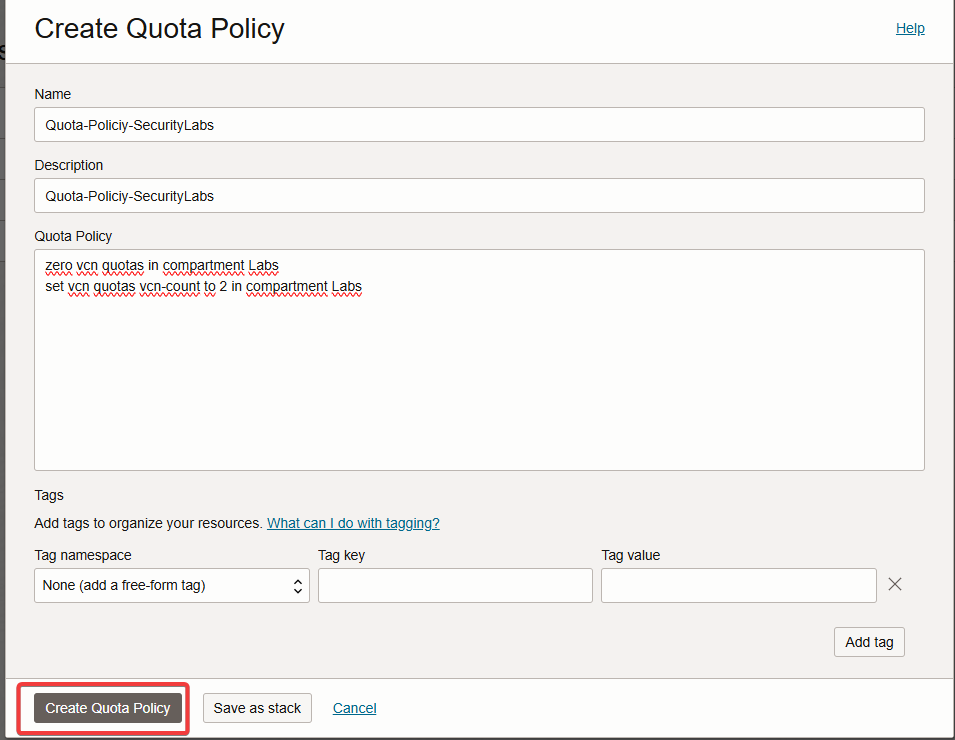 Create Quota Policy
Help
Name
Quota-Policiy-SecurityLabs
Description
Quota-Policiy-SecurityLabs
Quota Policy
zero vcn quotas in compartment Labs
set vcn quotas vcn-count to 2 in compartment Labs
Tags
Add tags to organize your resources. What can I do with tagging?
Tag namespace Tag key Tag value
None (add a free-form tag)
Add tag
Create Quota Policy Save as stack Cancel